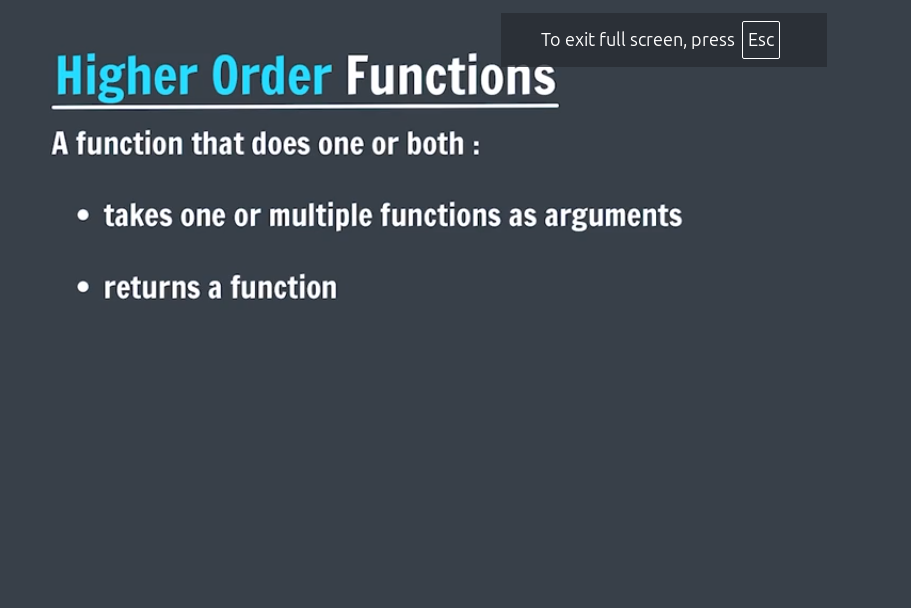 To exit full screen, press Esc
Higher Order Functions
A function that does one or both :
• takes one or multiple functions as arguments
• returns a function